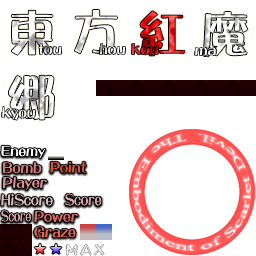 東方紅魔
tou hou kou ma
郷
kyou
Enemy
Bomb Point
Player
HiScore Score
Score Power
Graze
★★MAX
The Embodiment of Scarlet Devil.